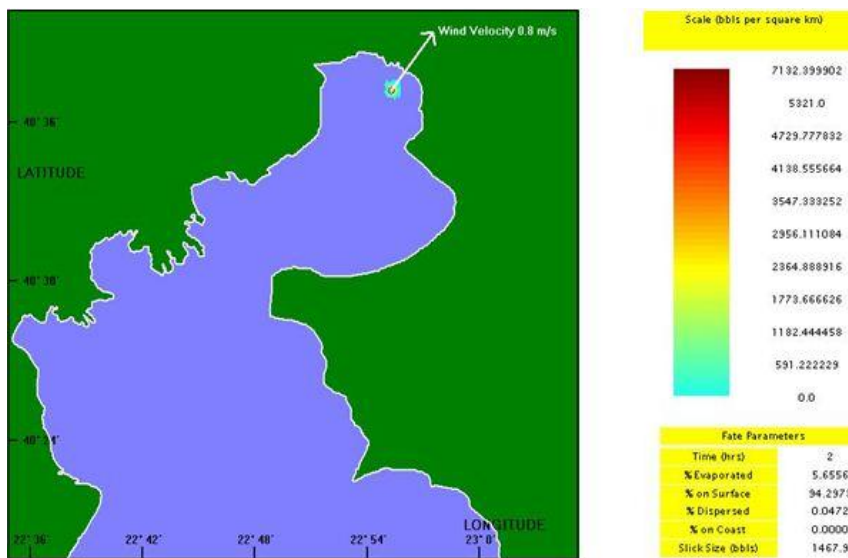 Wind Velocity 0.8 m/s
40° 36'
LATITUDE
40° 30'
40° 24'
LONGITUDE
22° 36' 22° 42' 22° 48' 22° 54' 23° 0'
Scale (bbls per square km)
7132.399902
5321.0
4729.777832
4138.555664
3547.333252
2956.111084
2364.888916
1773.666626
1182.444458
591.222229
0.0
Fate Parameters
Time (hrs) 2
% Evaporated 5.6556
% on Surface 94.297
% Dispersed 0.0472
% on Coast 0.0000
Slick Size (bbls) 1467.9